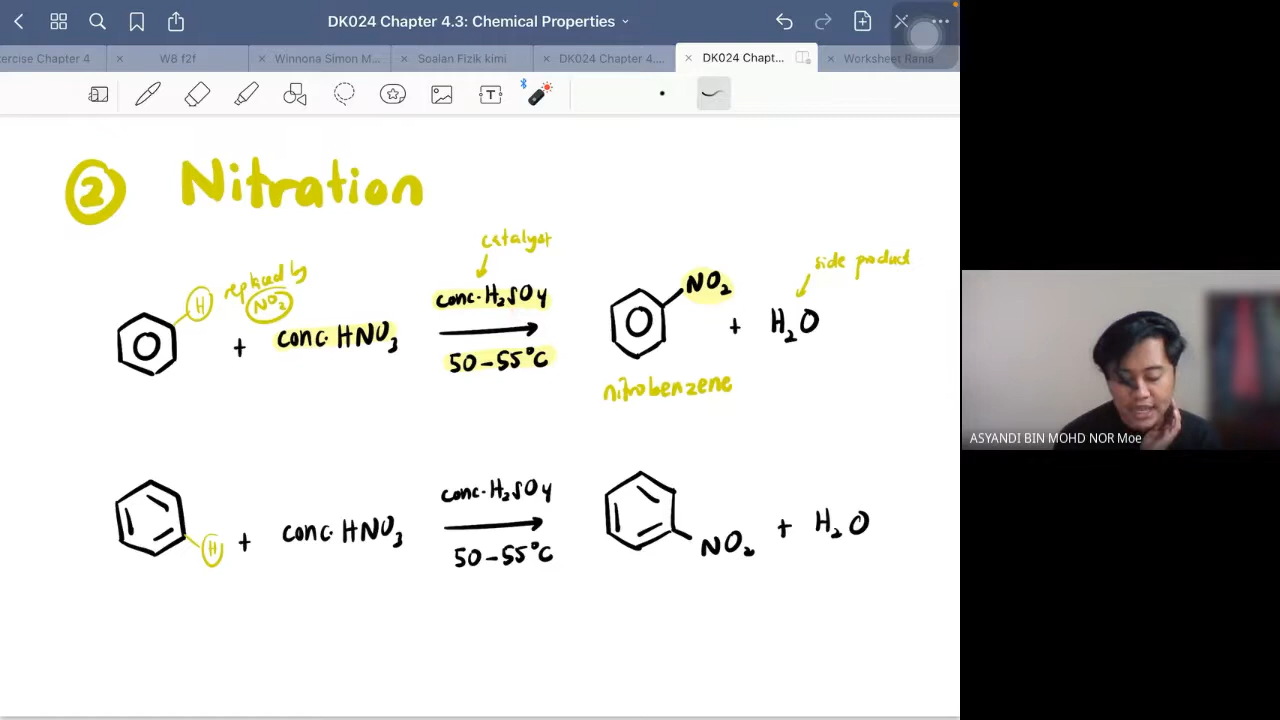 DK024 Chapter 4.3: Chemical Properties
ercise Chapter 4
W8 f2f
Winnona Simon M...
Soalan Fizik kimi
DK024 Chapter 4....
DK024 Chapt...
Worksheet Rania
T
2 Nitration
catalyst
side product
replaced by
NO2
H
conc. H2SO4
NO2
+ conc. HNO3
50-55°C
+ H2O
nitrobenzene
conc. H2SO4
H
+ conc. HNO3
50-55°C
NO2
+ H2O
ASYANDI BIN MOHD NOR Moe